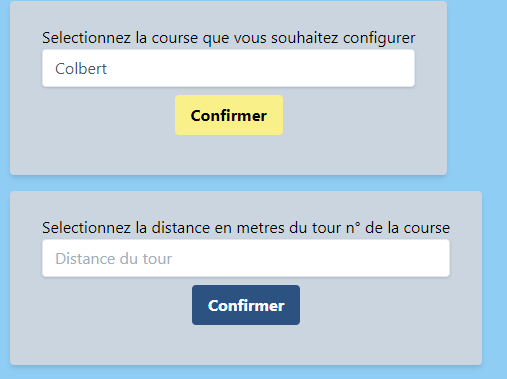 Selectionnez la course que vous souhaitez configurer
Colbert
Confirmer
Selectionnez la distance en metres du tour n° de la course
Distance du tour
Confirmer